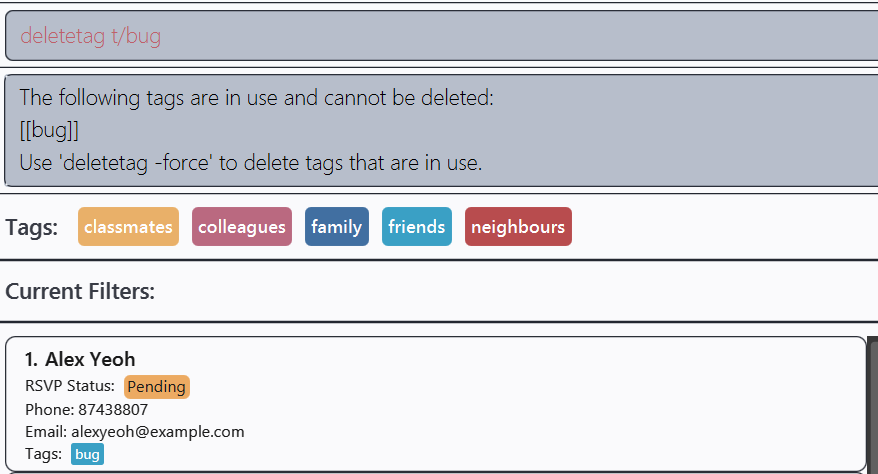 deletetag t/bug
The following tags are in use and cannot be deleted:
[[bug]]
Use 'deletetag -force' to delete tags that are in use.
Tags: classmates colleagues family friends neighbours
Current Filters:
1. Alex Yeoh
RSVP Status: Pending
Phone: 87438807
Email: alexyeoh@example.com
Tags: bug